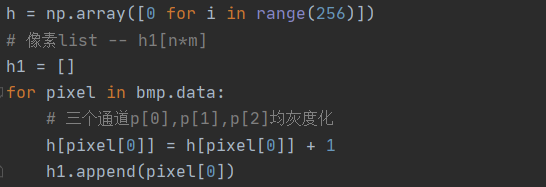 h = np.array([0 for i in range(256)])
# 像素list -- h1[n*m]
h1 = []
for pixel in bmp.data:
    # 三个通道p[0],p[1],p[2]均灰度化
    h[pixel[0]] = h[pixel[0]] + 1
    h1.append(pixel[0])